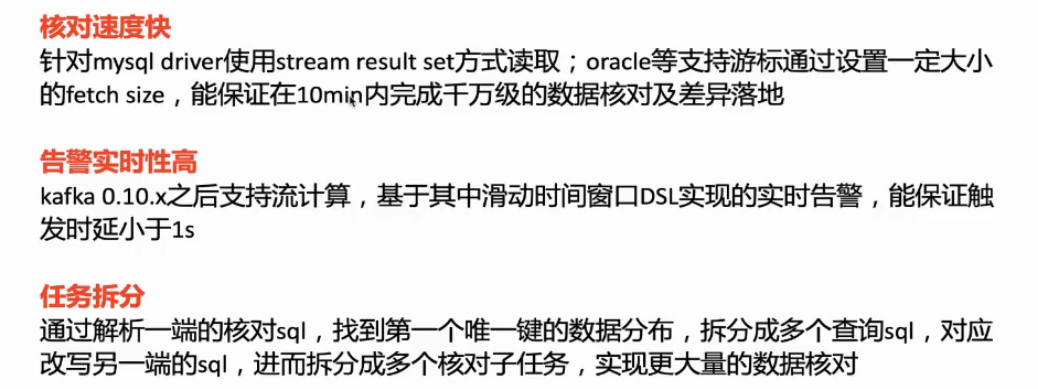 核对速度快
针对mysql driver使用stream result set方式读取；oracle等支持游标通过设置一定大小
的fetch size，能保证在10min内完成千万级的数据核对及差异落地
告警实时性高
kafka 0.10.x之后支持流计算，基于其中滑动时间窗口DSL实现的实时告警，能保证触
发时延小于1s
任务拆分
通过解析一端的核对sql，找到第一个唯一键的数据分布，拆分成多个查询sql，对应
改写另一端的sql，进而拆分成多个核对子任务，实现更大量的数据核对